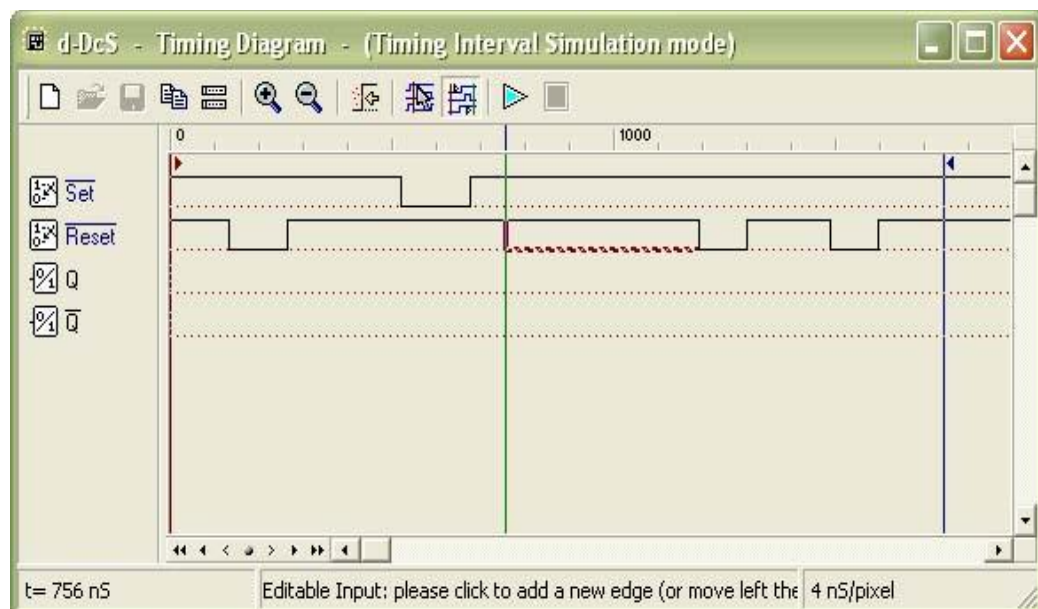 d-DcS - Timing Diagram - (Timing Interval Simulation mode)
0 1000
Set
Reset
Q
Q
t= 756 nS
Editable Input: please click to add a new edge (or move left the
4 nS/pixel